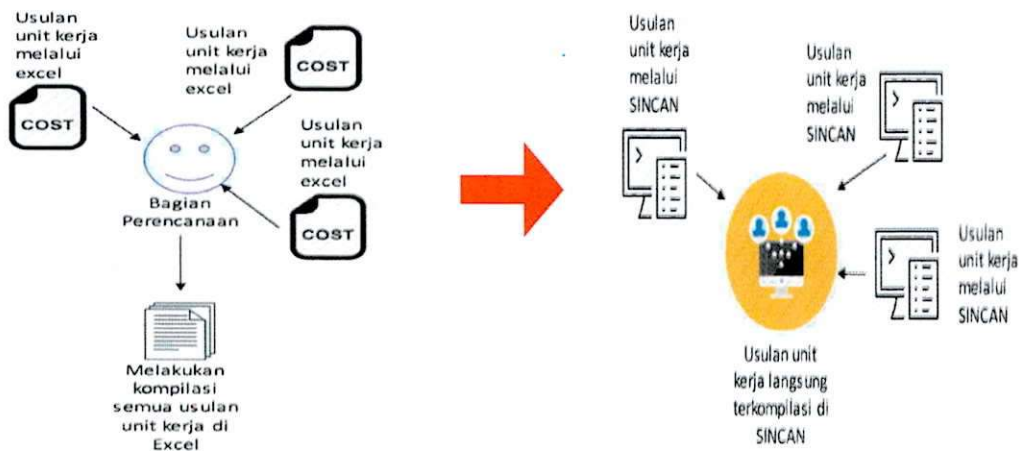 Usulan
unit kerja
melalui
excel
COST
Usulan
unit kerja
melalui
excel
COST
Usulan
unit kerja
melalui
excel
COST
Bagian
Perencanaan
Melakukan
kompilasi
semua usulan
unit kerja di
Excel
Usulan
unit kerja
melalui
SINCAN
Usulan
unit kerja
melalui
SINCAN
Usulan
unit kerja
melalui
SINCAN
Usulan unit
kerja langsung
terkompilasi di
SINCAN